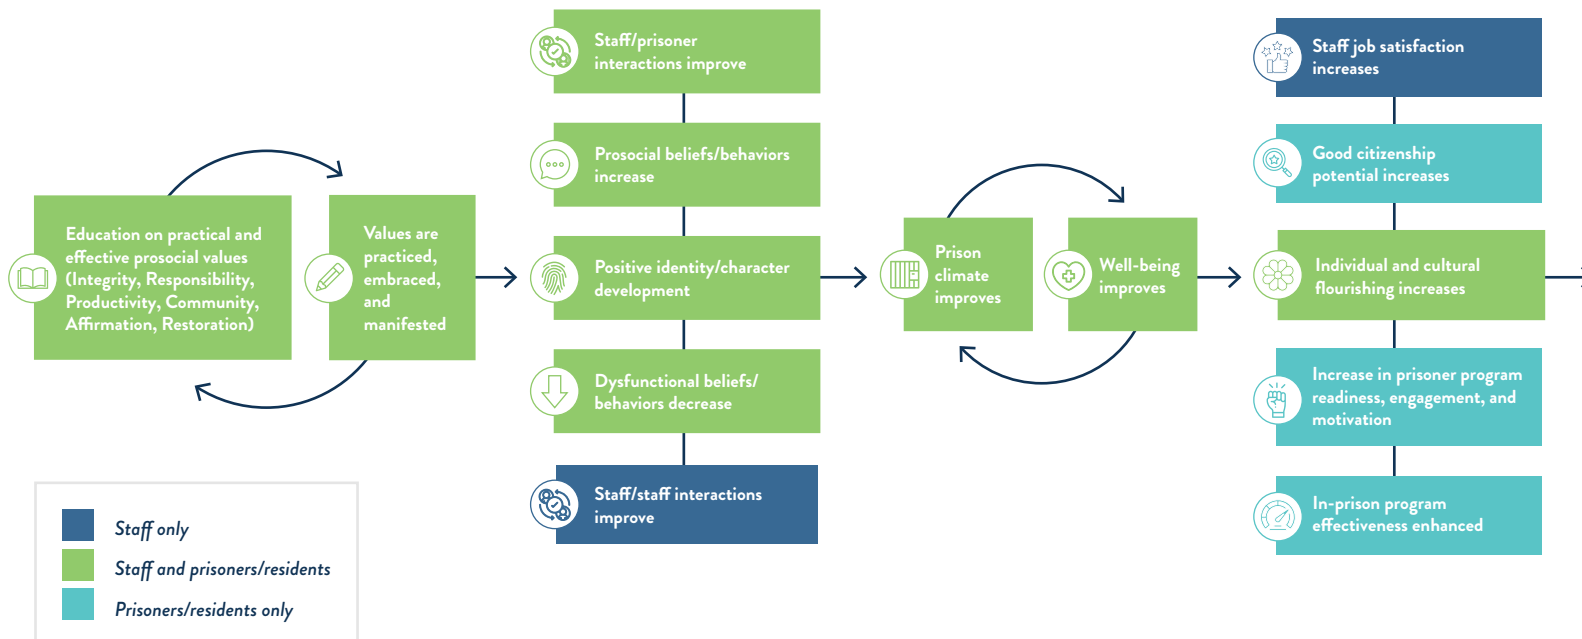 Education on practical and
effective prosocial values
(Integrity, Responsibility,
Productivity, Community,
Affirmation, Restoration)
Values are
practiced,
embraced,
and
manifested
Staff/prisoner
interactions improve
Prosocial beliefs/behaviors
increase
Positive identity/character
development
Dysfunctional beliefs/
behaviors decrease
Staff/staff interactions
improve
Prison
climate
improves
Well-being
improves
Staff job satisfaction
increases
Good citizenship
potential increases
Individual and cultural
flourishing increases
Increase in prisoner program
readiness, engagement, and
motivation
In-prison program
effectiveness enhanced
Staff only
Staff and prisoners/residents
Prisoners/residents only